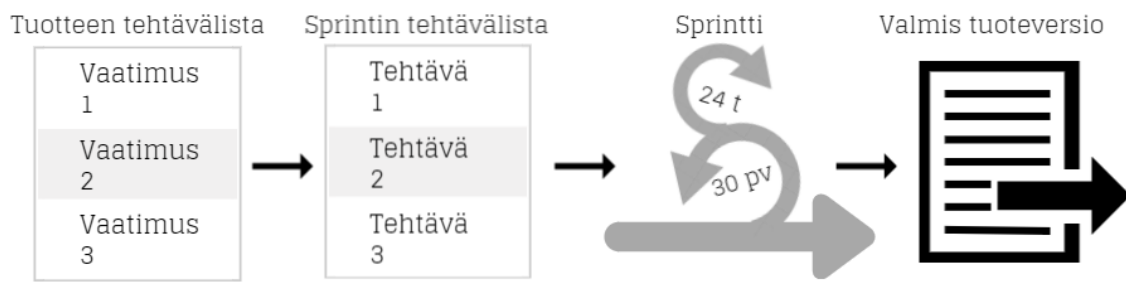 Tuotteen tehtävälista
Vaatimus
1
Vaatimus
2
Vaatimus
3
Sprintin tehtävälista
Tehtävä
1
Tehtävä
2
Tehtävä
3
Sprintti
24 t
30 pv
Valmis tuoteversio